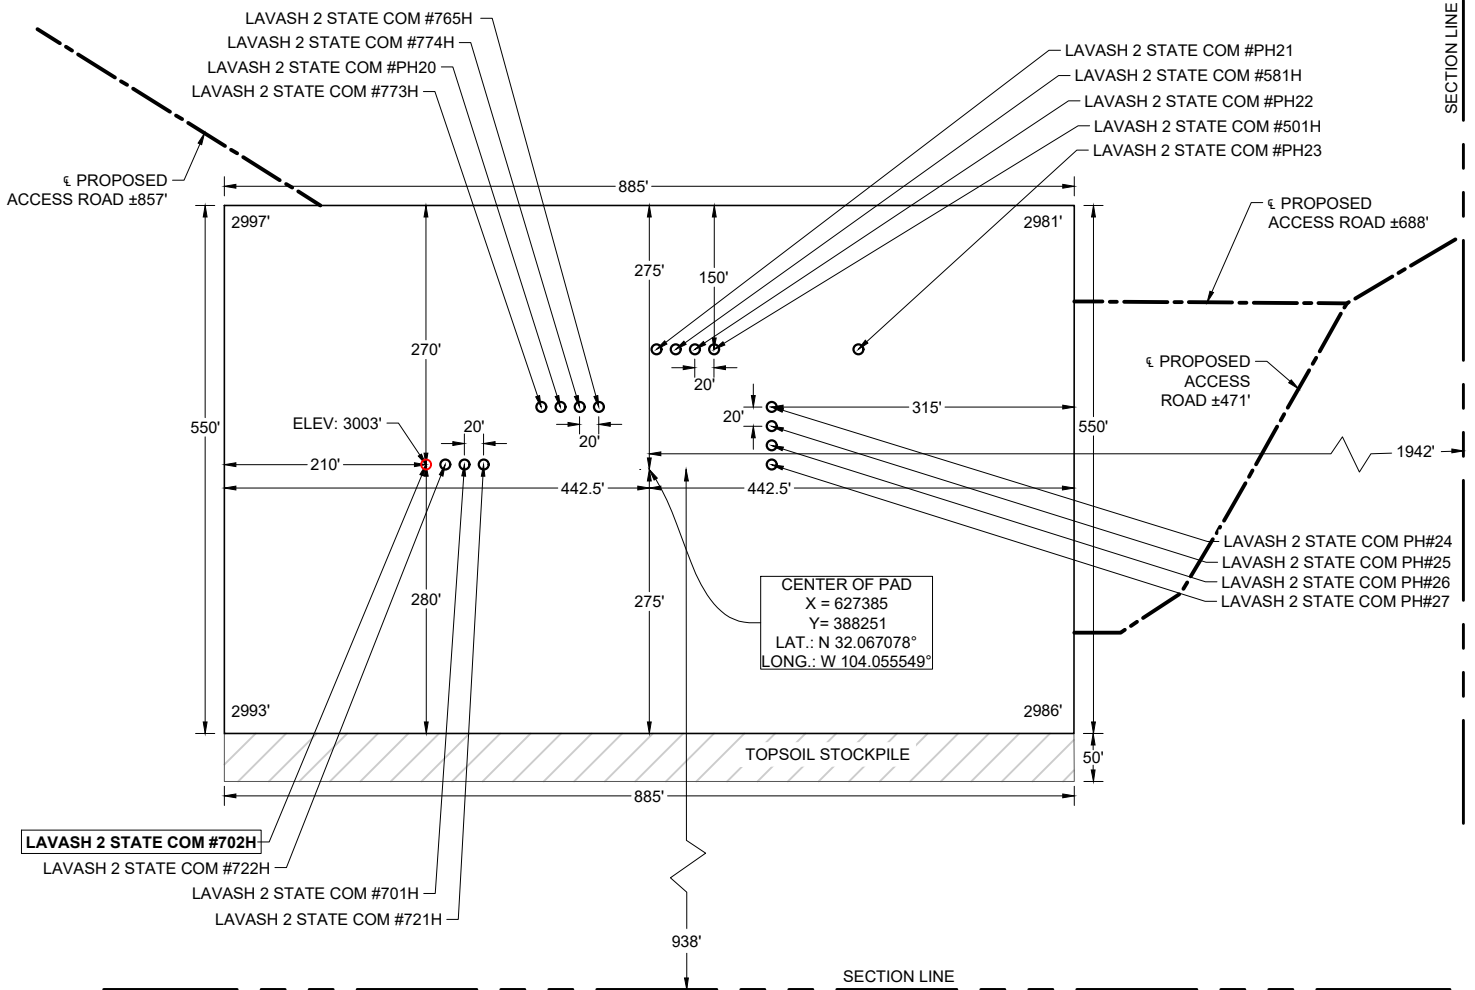 LAVASH 2 STATE COM #765H
LAVASH 2 STATE COM #774H
LAVASH 2 STATE COM #PH20
LAVASH 2 STATE COM #773H
LAVASH 2 STATE COM #PH21
LAVASH 2 STATE COM #581H
LAVASH 2 STATE COM #PH22
LAVASH 2 STATE COM #501H
LAVASH 2 STATE COM #PH23
SECTION LINE
℄ PROPOSED
ACCESS ROAD ±857'
885'
℄ PROPOSED
ACCESS ROAD ±688'
2997'
2981'
275'
150'
270'
℄ PROPOSED
ACCESS
ROAD ±471'
20'
315'
20'
550'
ELEV: 3003'
20'
20'
550'
210'
1942'
442.5'
442.5'
LAVASH 2 STATE COM PH#24
LAVASH 2 STATE COM PH#25
LAVASH 2 STATE COM PH#26
LAVASH 2 STATE COM PH#27
280'
275'
CENTER OF PAD
X = 627385
Y= 388251
LAT.: N 32.067078°
LONG.: W 104.055549°
2993'
2986'
TOPSOIL STOCKPILE
50'
885'
LAVASH 2 STATE COM #702H
LAVASH 2 STATE COM #722H
LAVASH 2 STATE COM #701H
LAVASH 2 STATE COM #721H
938'
SECTION LINE